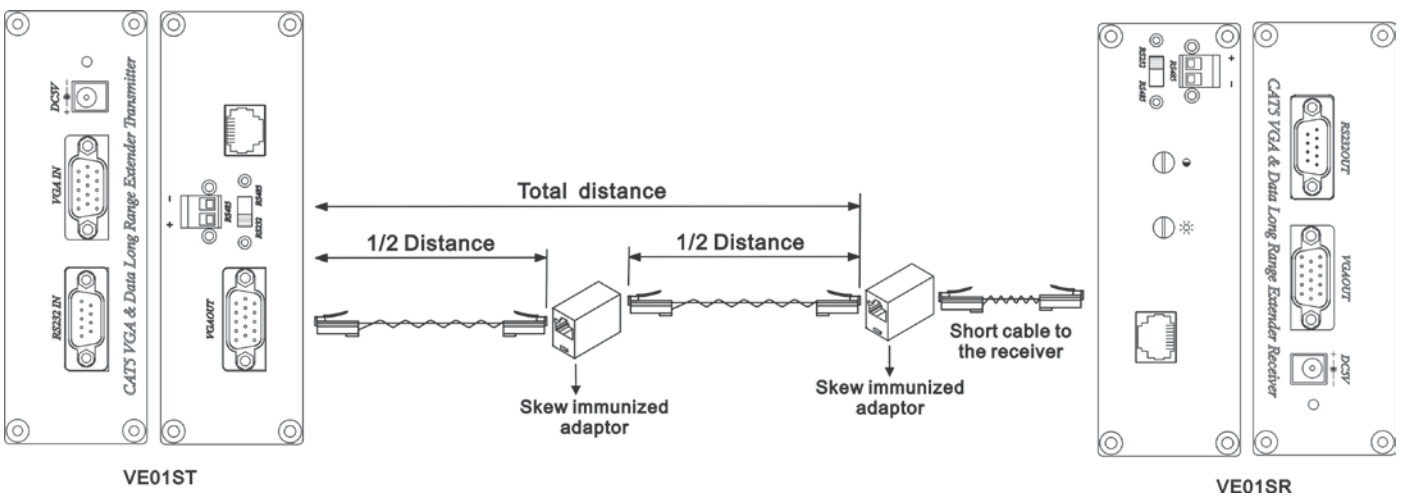 DC5V
- +
VGA IN
RS232 IN
CAT5 VGA & Data Long Range Extender Transmitter
- +
RS485
RS485
RS232
VGAOUT
VE01ST
Total distance
1/2 Distance
1/2 Distance
Skew immunized
adaptor
Skew immunized
adaptor
Short cable to
the receiver
RS232
RS485
RS485
+ -
CAT5 VGA & Data Long Range Extender Receiver
RS232OUT
VGAOUT
DC5V
+ -
VE01SR